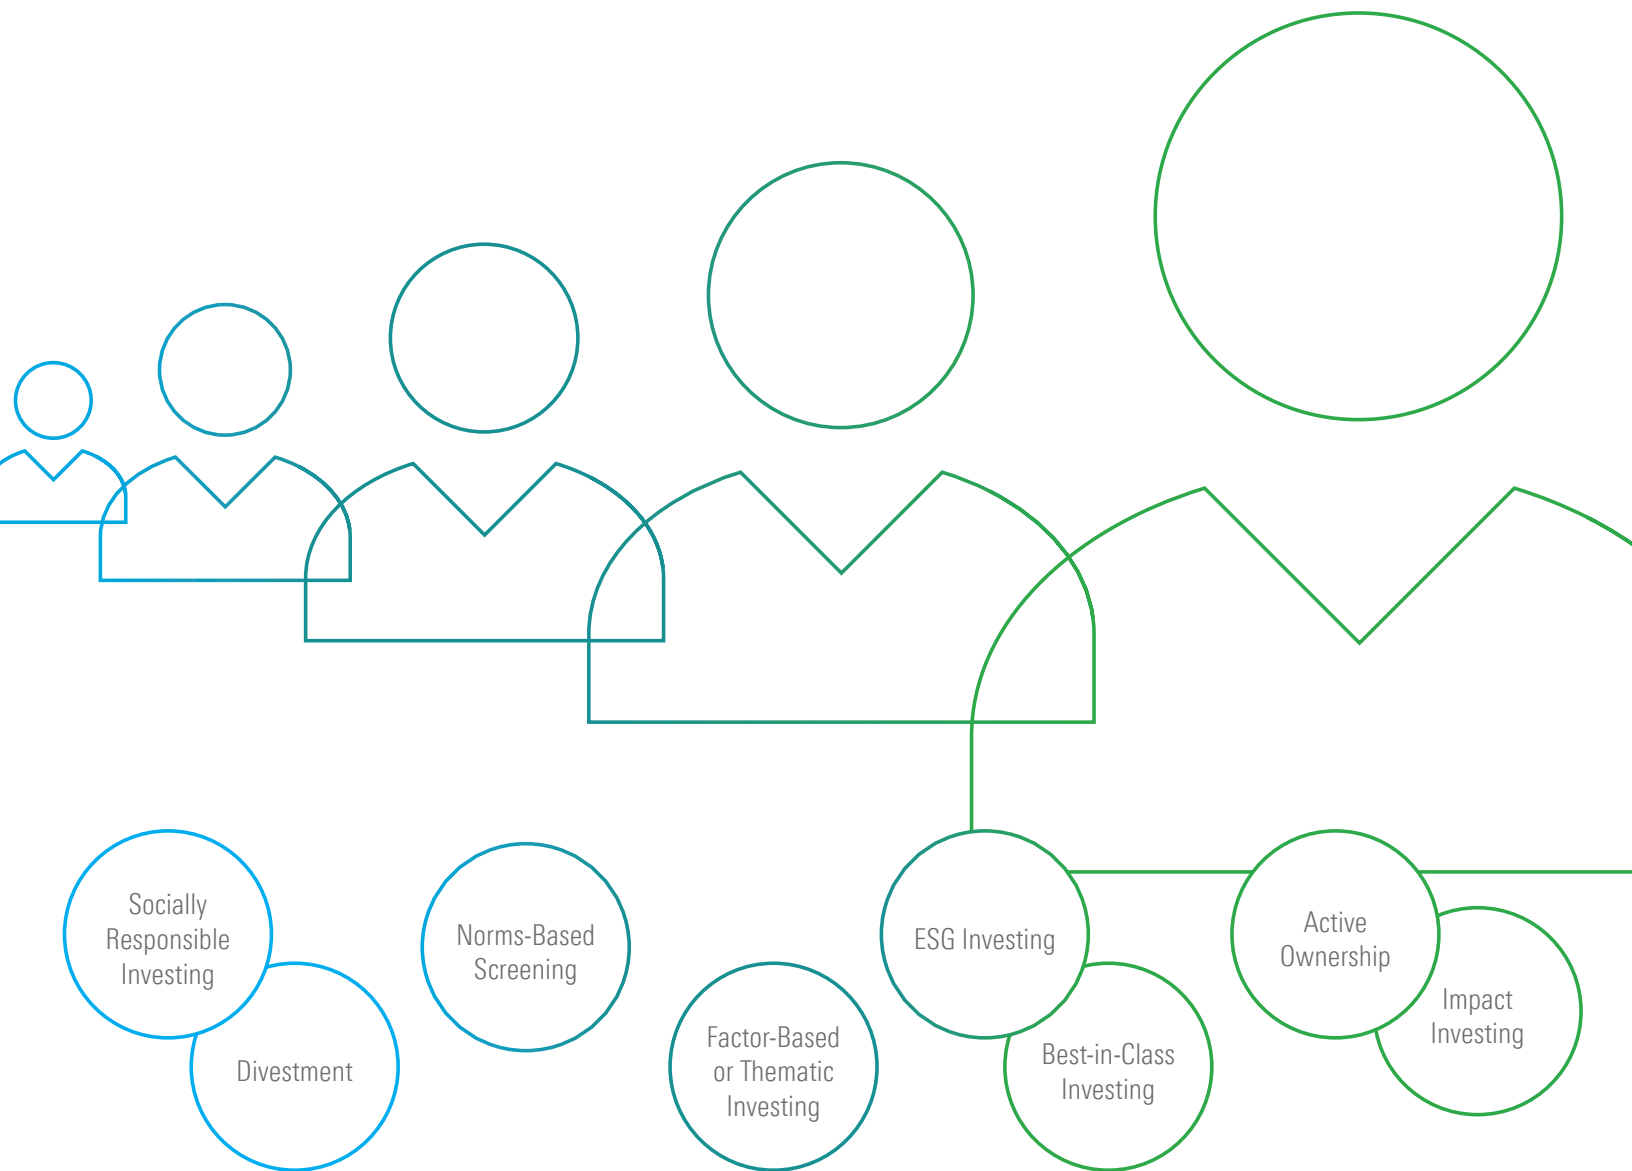 Socially
Responsible
Investing
Divestment
Norms-Based
Screening
Factor-Based
or Thematic
Investing
ESG Investing
Best-in-Class
Investing
Active
Ownership
Impact
Investing